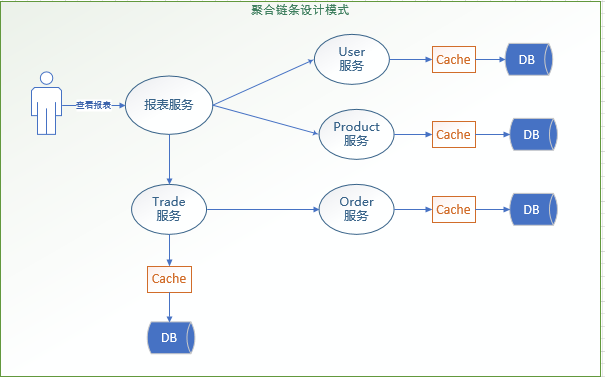 聚合链条设计模式
User
服务
Cache
DB
查看报表
报表服务
Product
服务
Cache
DB
Trade
服务
Order
服务
Cache
DB
Cache
DB